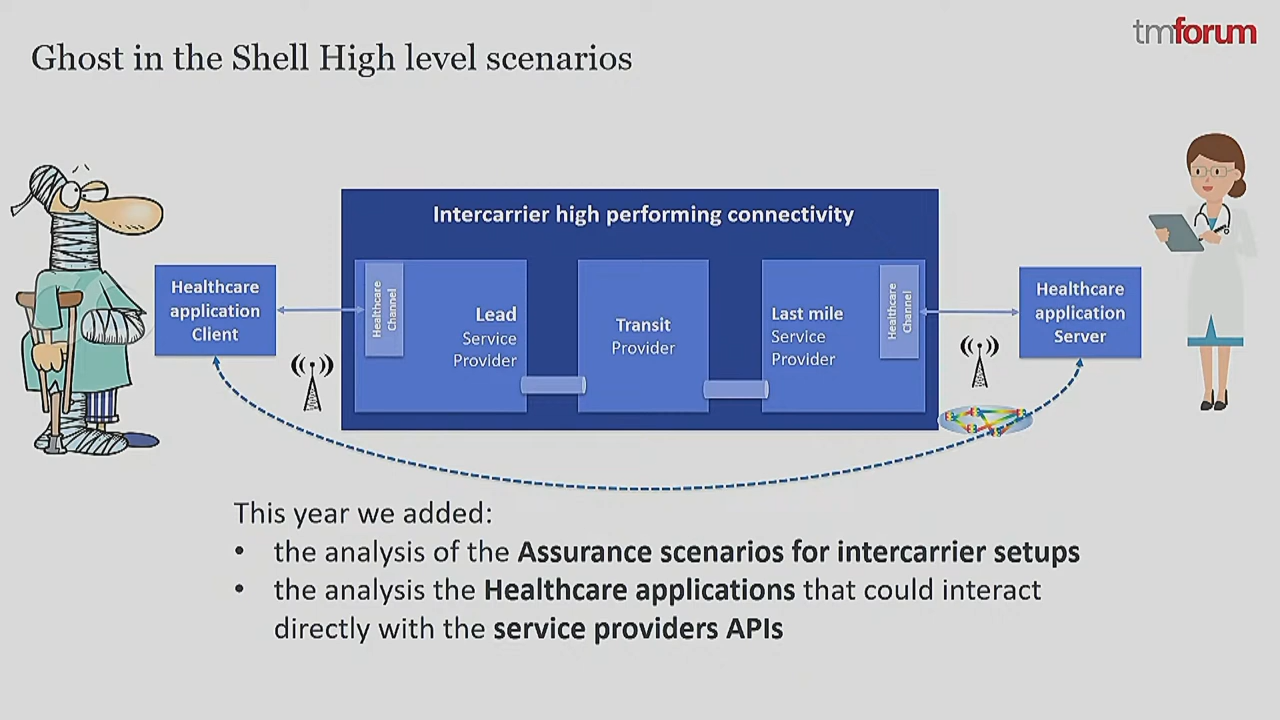 tmforum
Ghost in the Shell High level scenarios
Intercarrier high performing connectivity
Healthcare
application
Client
Healthcare
Channel
Lead
Service
Provider
Transit
Provider
Last mile
Service
Provider
Healthcare
Channel
Healthcare
application
Server
This year we added:
• the analysis of the Assurance scenarios for intercarrier setups
• the analysis the Healthcare applications that could interact
directly with the service providers APIs